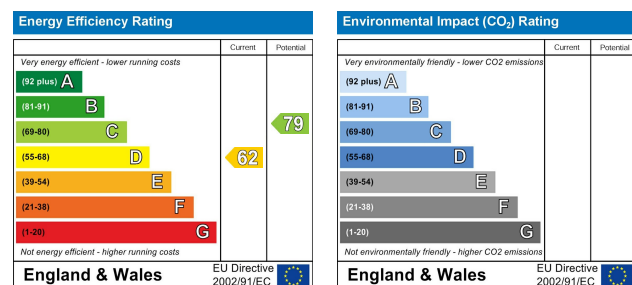 Energy Efficiency Rating
Current Potential
Very energy efficient - lower running costs
(92 plus) A
(81-91) B
(69-80) C
79
(55-68) D
62
(39-54) E
(21-38) F
(1-20) G
Not energy efficient - higher running costs
England & Wales
EU Directive
2002/91/EC
Environmental Impact (CO₂) Rating
Current Potential
Very environmentally friendly - lower CO2 emissions
(92 plus) A
(81-91) B
(69-80) C
(55-68) D
(39-54) E
(21-38) F
(1-20) G
Not environmentally friendly - higher CO2 emissions
England & Wales
EU Directive
2002/91/EC